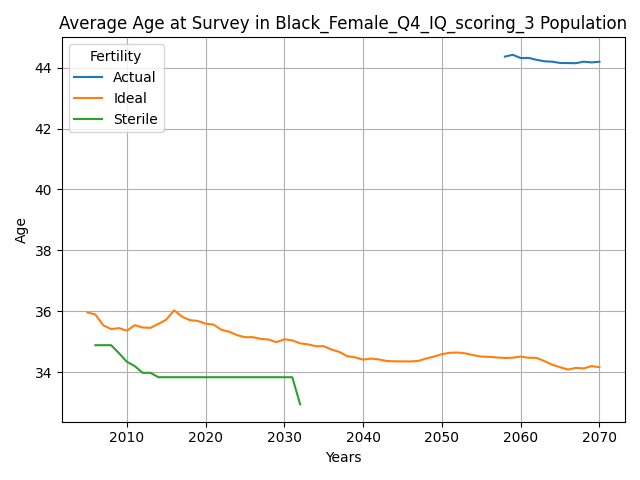 Average Age at Survey in Black_Female_Q4_IQ_scoring_3 Population
Fertility
Actual
Ideal
Sterile
Age
44
42
40
38
36
34
2010 2020 2030 2040 2050 2060 2070
Years